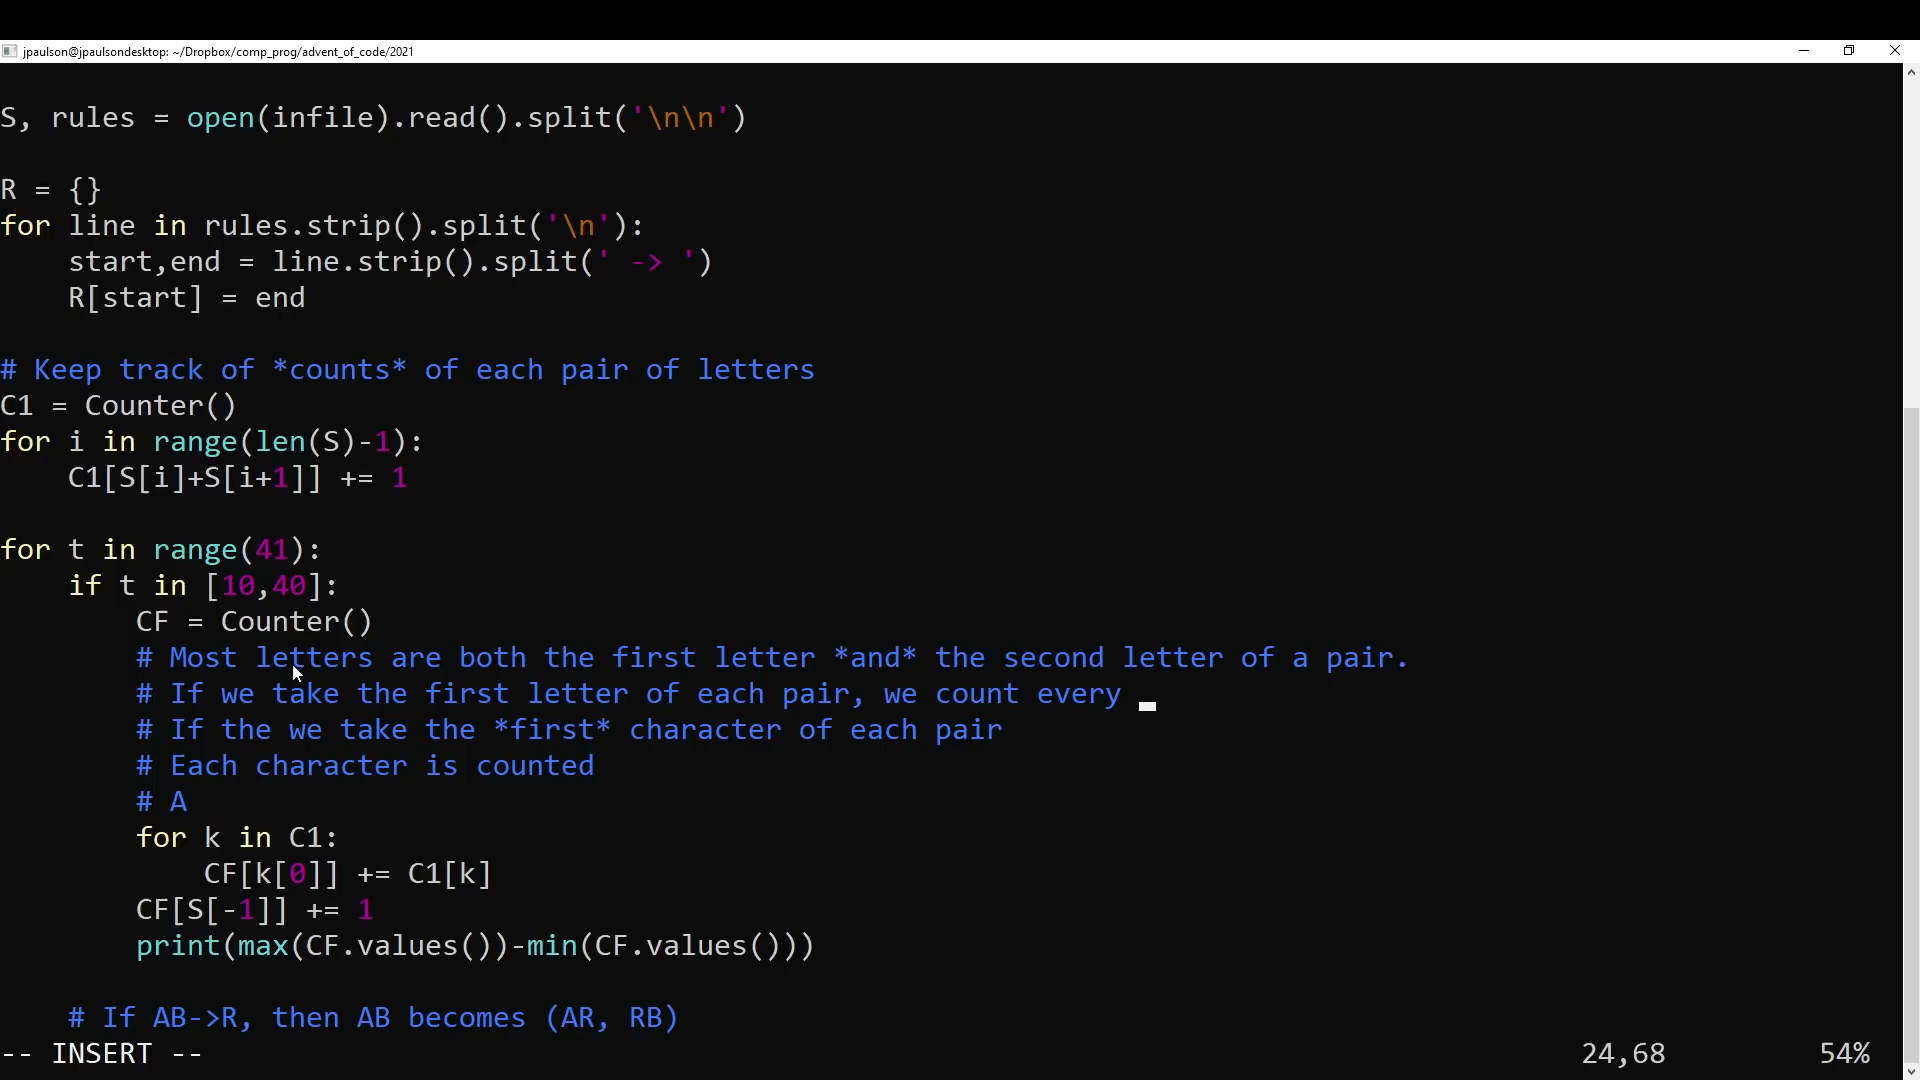 jpaulson@jpaulsondesktop: ~/Dropbox/comp_prog/advent_of_code/2021
S, rules = open(infile).read().split('\n\n')
R = {}
for line in rules.strip().split('\n'):
    start,end = line.strip().split(' -> ')
    R[start] = end
# Keep track of *counts* of each pair of letters
C1 = Counter()
for i in range(len(S)-1):
    C1[S[i]+S[i+1]] += 1
for t in range(41):
    if t in [10,40]:
        CF = Counter()
        # Most letters are both the first letter *and* the second letter of a pair.
        # If we take the first letter of each pair, we count every
        # If the we take the *first* character of each pair
        # Each character is counted
        # A
        for k in C1:
            CF[k[0]] += C1[k]
        CF[S[-1]] += 1
        print(max(CF.values())-min(CF.values()))
    # If AB->R, then AB becomes (AR, RB)
-- INSERT -- 24,68 54%